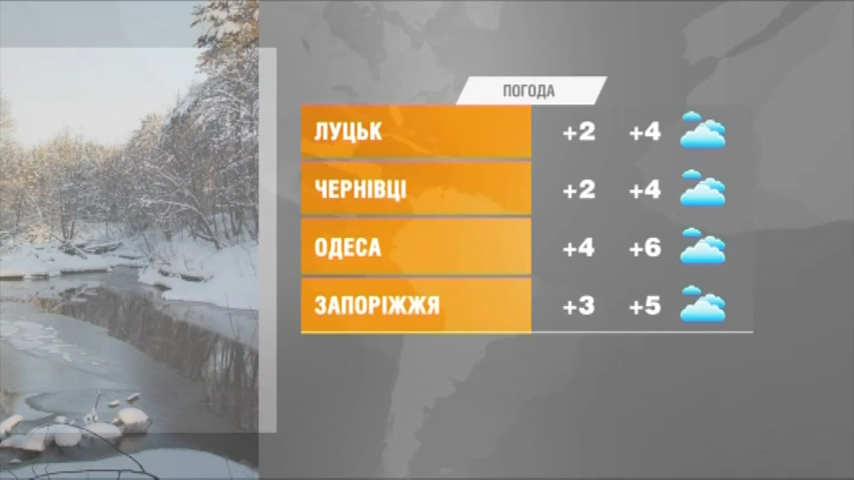 ПОГОДА
ЛУЦЬК +2 +4
ЧЕРНІВЦІ +2 +4
ОДЕСА +4 +6
ЗАПОРІЖЖЯ +3 +5